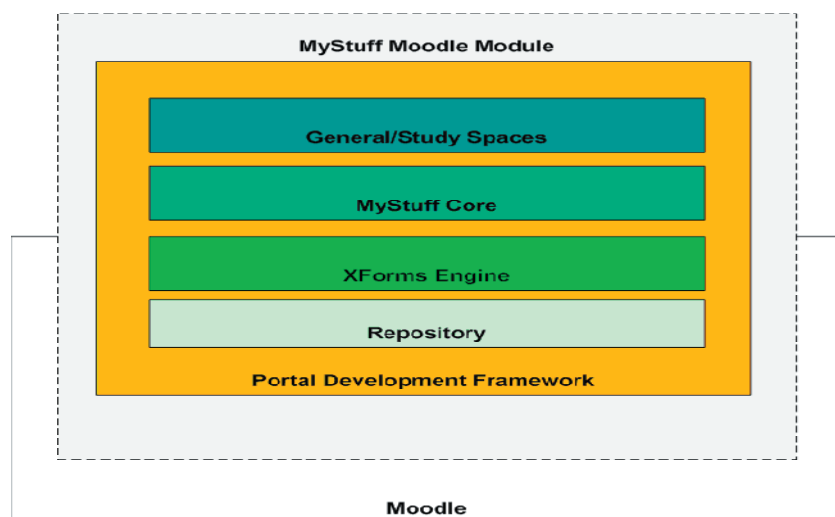 MyStuff Moodle Module
General/Study Spaces
MyStuff Core
XForms Engine
Repository
Portal Development Framework
Moodle